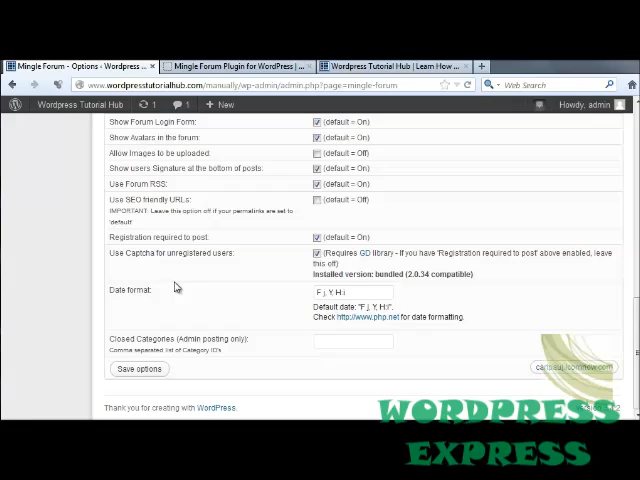 Mingle Forum - Options ‹ Wordpress ...
Mingle Forum Plugin for WordPress | ...
Wordpress Tutorial Hub | Learn How ...
www.wordpresstutorialhub.com/manually/wp-admin/admin.php?page=mingle-forum
Web Search
Wordpress Tutorial Hub
1
1
+ New
Howdy, admin
Show Forum Login Form:
(default = On)
Show Avatars in the forum:
(default = On)
Allow Images to be uploaded:
(default = Off)
Show users Signature at the bottom of posts:
(default = On)
Use Forum RSS:
(default = On)
Use SEO friendly URLs:
(default = Off)
IMPORTANT: Leave this option off if your permalinks are set to
'default'
Registration required to post:
(default = On)
Use Captcha for unregistered users:
(Requires GD library - If you have 'Registration required to post' above enabled, leave
this off)
Installed version: bundled (2.0.34 compatible)
Date format:
F j, Y, H:i
Default date: "F j, Y, H:i".
Check http://www.php.net for date formatting.
Closed Categories (Admin posting only):
Comma separated list of Category ID's
Save options
Thank you for creating with WordPress.
WORDPRESS
EXPRESS